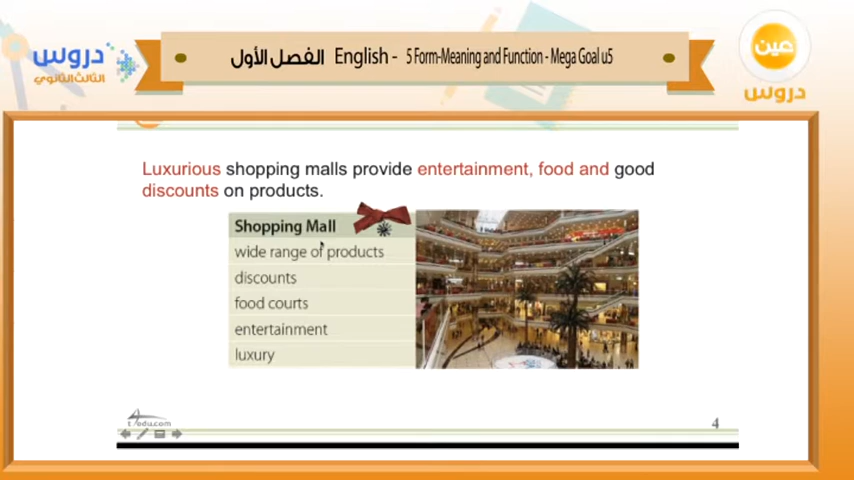 دروس
الثالث الثانوي
الفصل الأول English - 5 Form-Meaning and Function - Mega Goal u5
عين
دروس
Luxurious shopping malls provide entertainment, food and good
discounts on products.
Shopping Mall
wide range of products
discounts
food courts
entertainment
luxury
4